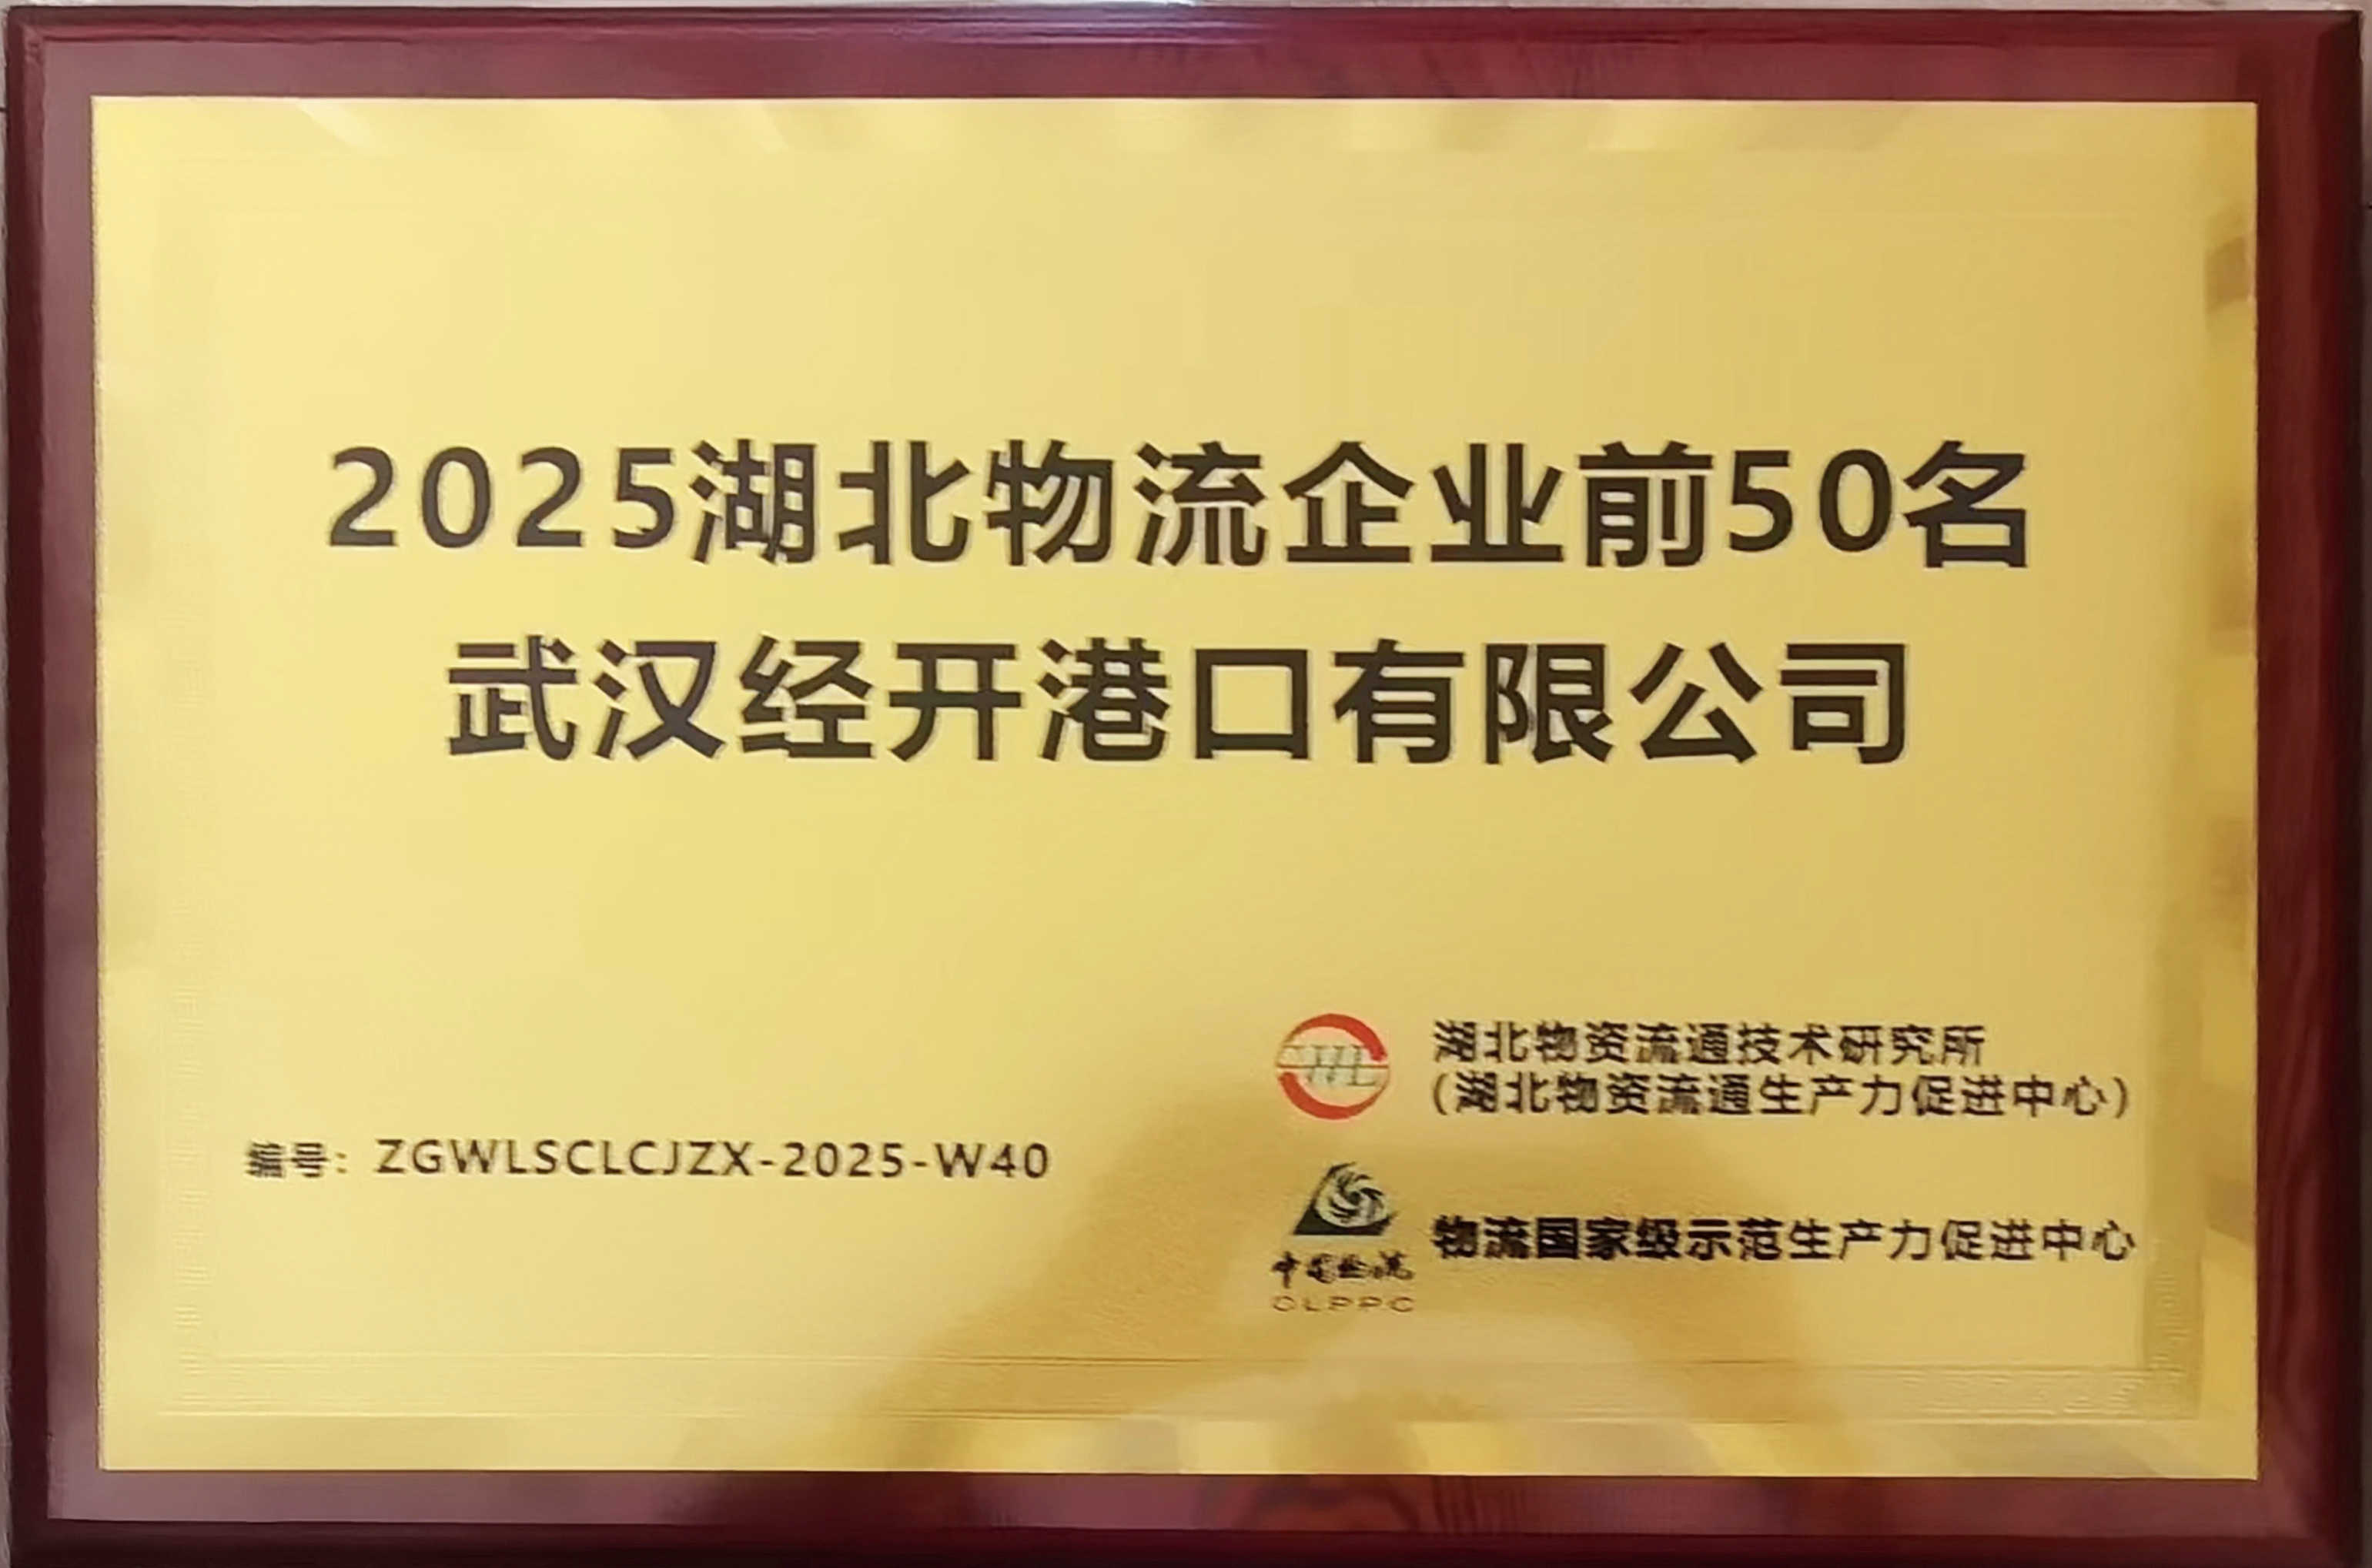 2025湖北物流企业前50名
武汉经开港口有限公司
湖北物资流通技术研究所
(湖北物资流通生产力促进中心)
编号：ZGWLSCLCJZX-2025-W40
物流国家级示范生产力促进中心
中国物流
CLPPC